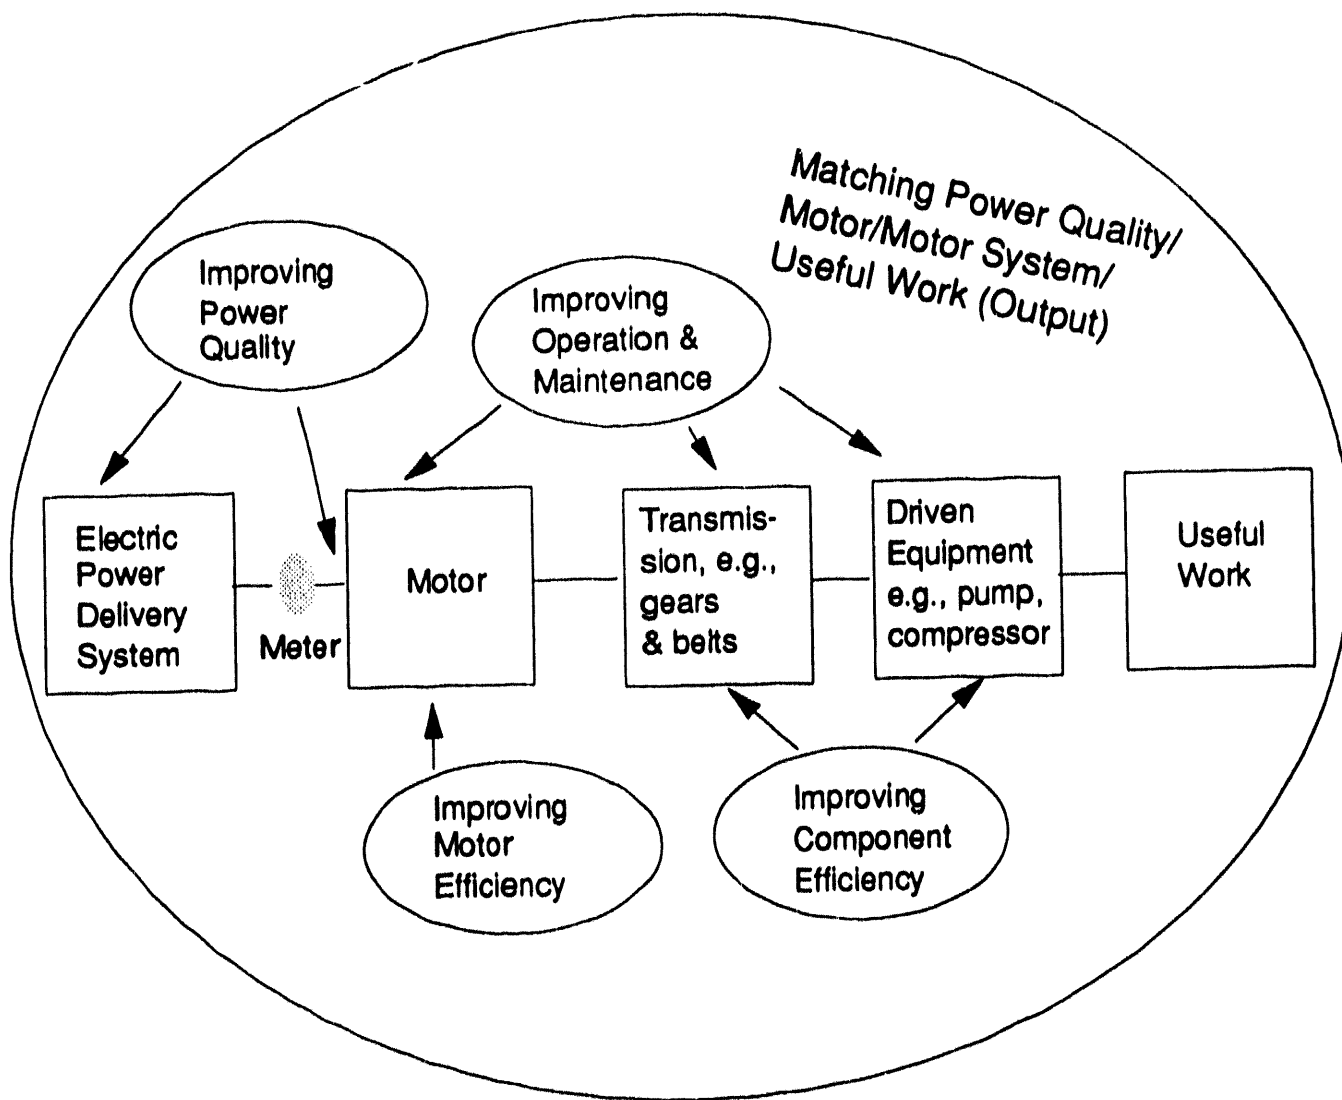 Matching Power Quality/
Motor/Motor System/
Useful Work (Output)
Improving
Power
Quality
Improving
Operation &
Maintenance
Electric
Power
Delivery
System
Meter
Motor
Transmis-
sion, e.g.,
gears
& belts
Driven
Equipment
e.g., pump,
compressor
Useful
Work
Improving
Motor
Efficiency
Improving
Component
Efficiency